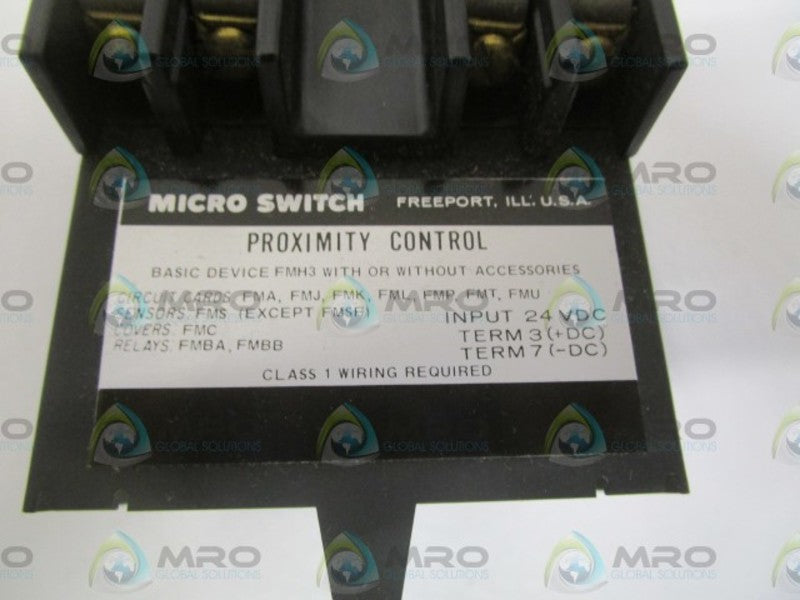 MICRO SWITCH FREEPORT, ILL. U.S.A.
PROXIMITY CONTROL
BASIC DEVICE FMH3 WITH OR WITHOUT ACCESSORIES
CIRCUIT CARDS, FMA, FMJ, FMK, FML, FMP, FMT, FMU
SENSORS, FMS (EXCEPT FMSE)
COVERS, FMC
RELAYS, FMBA, FMBB
INPUT 24 VDC
TERM 3 (+DC)
TERM 7 (-DC)
CLASS 1 WIRING REQUIRED
MRO
GLOBAL SOLUTIONS